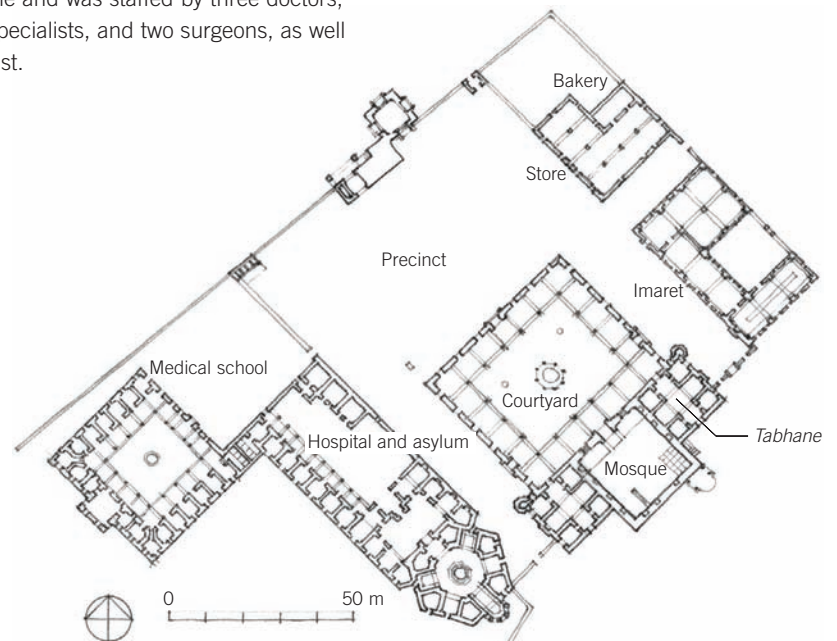 ne and was staffed by three doctors,
pecialists, and two surgeons, as well
st.
Bakery
Store
Precinct
Imaret
Medical school
Courtyard
Tabhane
Hospital and asylum
Mosque
0 50 m